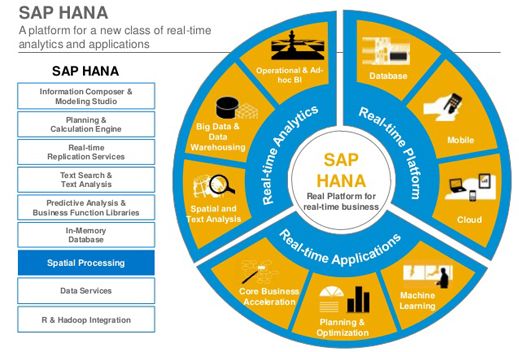 SAP HANA
A platform for a new class of real-time
analytics and applications
SAP HANA
Information Composer &
Modeling Studio
Planning &
Calculation Engine
Real-time
Replication Services
Text Search &
Text Analysis
Predictive Analysis &
Business Function Libraries
In-Memory
Database
Spatial Processing
Data Services
R & Hadoop Integration
Real-time Analytics
Operational & Ad-
hoc BI
Big Data &
Data
Warehousing
Spatial and
Text Analysis
Real-time Platform
Database
Mobile
Cloud
SAP
HANA
Real Platform for
real-time business
Real-time Applications
Core Business
Acceleration
Planning &
Optimization
Machine
Learning